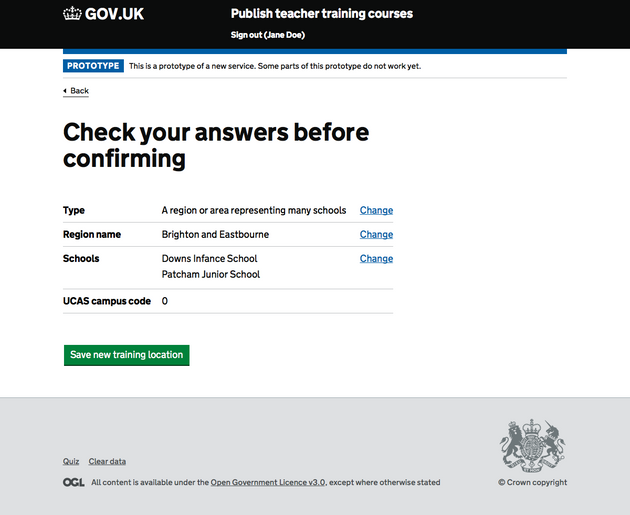 GOV.UK
Publish teacher training courses
Sign out (Jane Doe)
PROTOTYPE This is a prototype of a new service. Some parts of this prototype do not work yet.
Back
Check your answers before
confirming
Type A region or area representing many schools Change
Region name Brighton and Eastbourne Change
Schools Downs Infance School Change
Patcham Junior School
UCAS campus code 0
Save new training location
Quiz Clear data
OGL All content is available under the Open Government Licence v3.0, except where otherwise stated
© Crown copyright